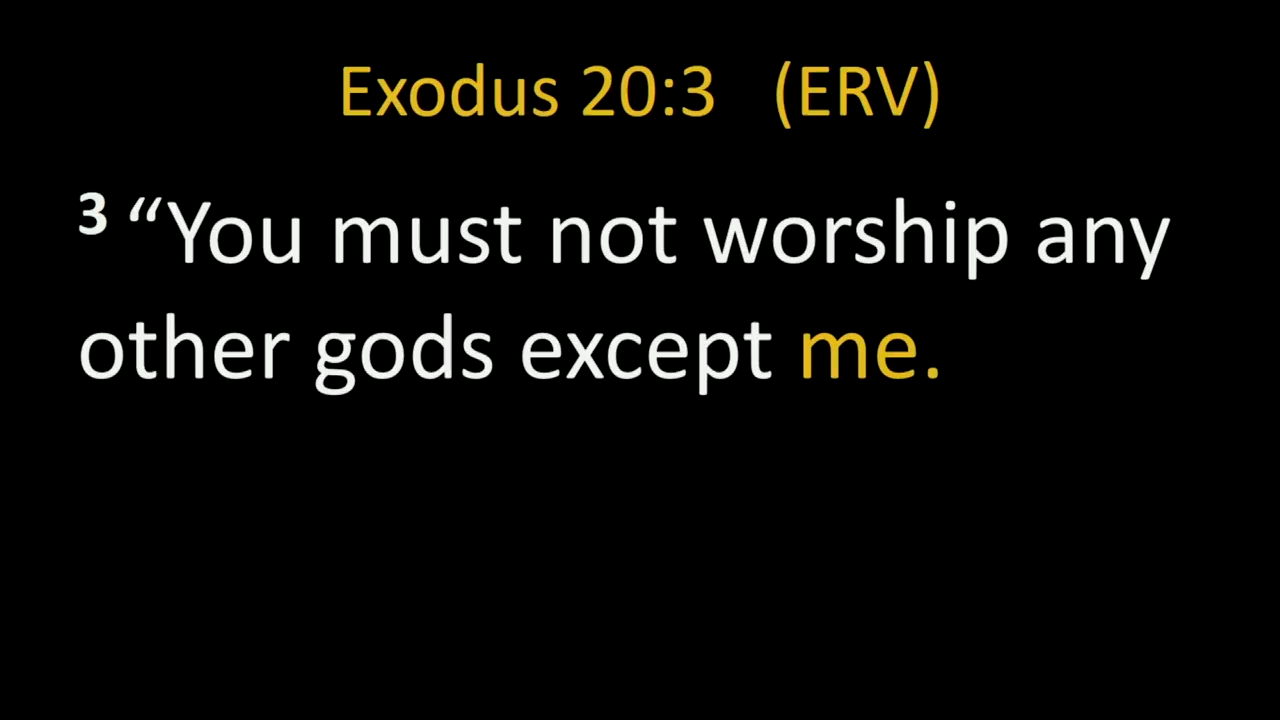 Exodus 20:3 (ERV)
3 “You must not worship any
other gods except me.